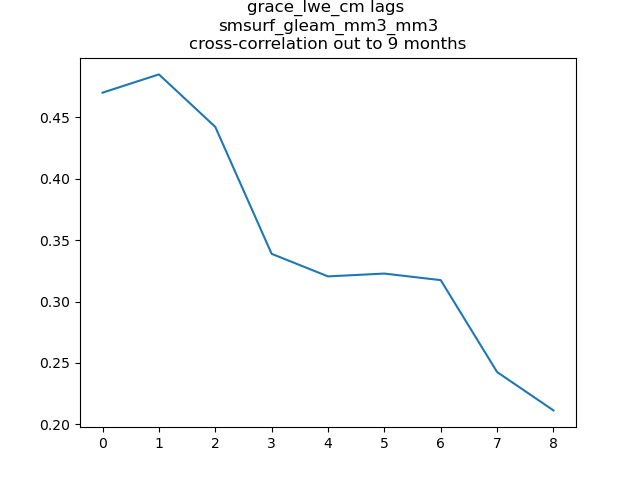 grace_lwe_cm lags
smsurf_gleam_mm3_mm3
cross-correlation out to 9 months
0.45
0.40
0.35
0.30
0.25
0.20
0 1 2 3 4 5 6 7 8